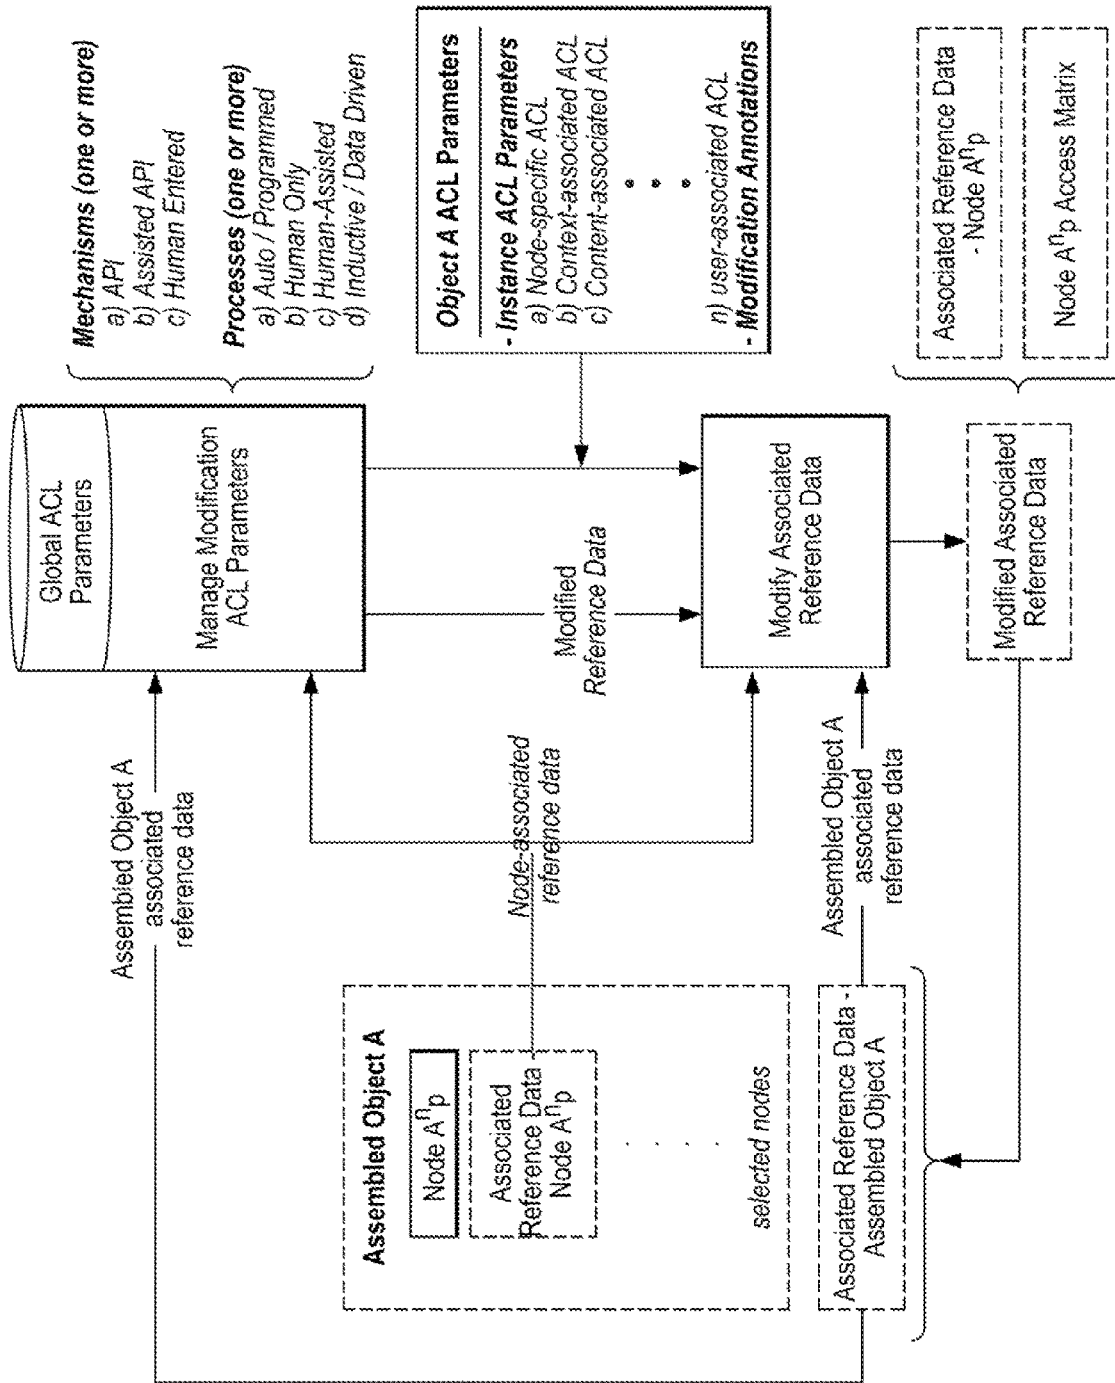 Global ACL
Parameters
Manage Modification
ACL Parameters
Mechanisms (one or more)
a) API
b) Assisted API
c) Human Entered
Processes (one or more)
a) Auto / Programmed
b) Human Only
c) Human-Assisted
d) Inductive / Data Driven
Assembled Object A
associated
reference data
Assembled Object A
Node Aⁿp
Associated
Reference Data
Node Aⁿp
selected nodes
Node-associated
reference data
Modified
Reference Data
Object A ACL Parameters
- Instance ACL Parameters
a) Node-specific ACL
b) Context-associated ACL
c) Content-associated ACL
n) user-associated ACL
- Modification Annotations
Modify Associated
Reference Data
Associated Reference Data -
Assembled Object A
Assembled Object A
associated
reference data
Modified Associated
Reference Data
Associated Reference Data
- Node Aⁿp
Node Aⁿp Access Matrix